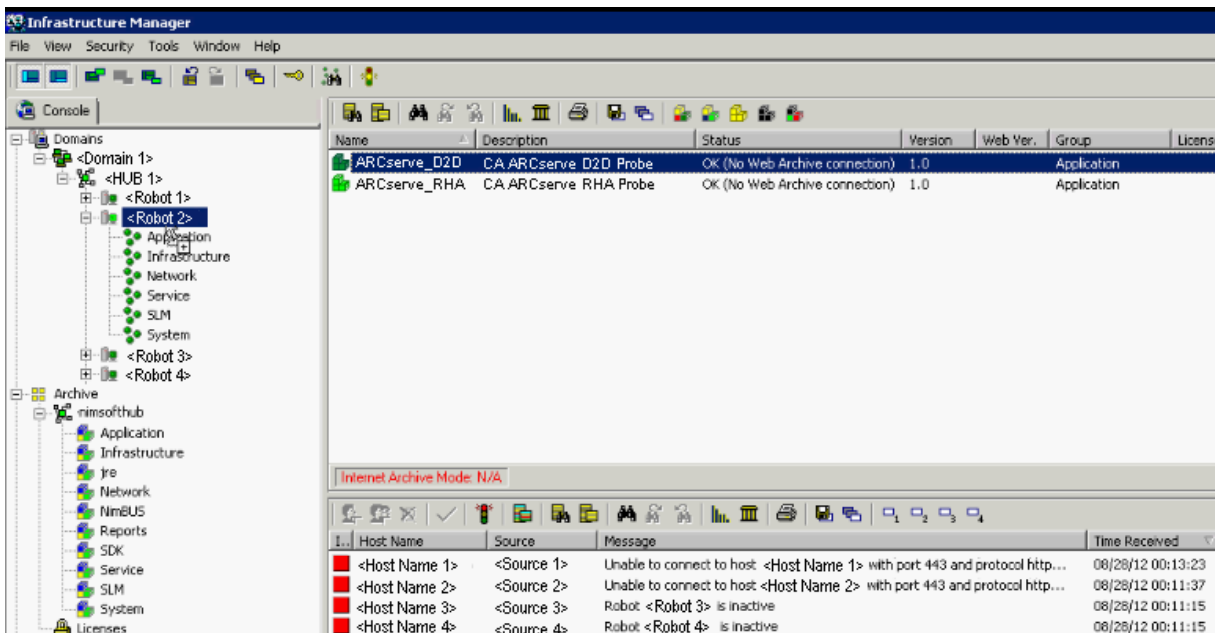 Infrastructure Manager
File View Security Tools Window Help
Console
Domains
<Domain 1>
<HUB 1>
<Robot 1>
<Robot 2>
Application
Infrastructure
Network
Service
SLM
System
<Robot 3>
<Robot 4>
Archive
nimsofthub
Application
Infrastructure
jre
Network
NimBUS
Reports
SDK
Service
SLM
System
Licenses
Name Description Status Version Web Ver. Group Licens
ARCserve_D2D CA ARCserve D2D Probe OK (No Web Archive connection) 1.0 Application
ARCserve_RHA CA ARCserve RHA Probe OK (No Web Archive connection) 1.0 Application
Internet Archive Mode: N/A
I... Host Name Source Message Time Received
<Host Name 1> <Source 1> Unable to connect to host <Host Name 1> with port 443 and protocol http... 08/28/12 00:13:23
<Host Name 2> <Source 2> Unable to connect to host <Host Name 2> with port 443 and protocol http... 08/28/12 00:11:37
<Host Name 3> <Source 3> Robot <Robot 3> is inactive 08/28/12 00:11:15
<Host Name 4> <Source 4> Robot <Robot 4> is inactive 08/28/12 00:11:15